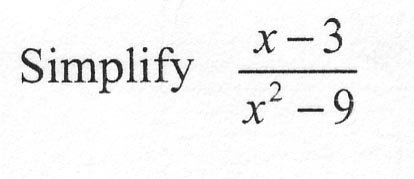 Simplify x – 3
x² – 9